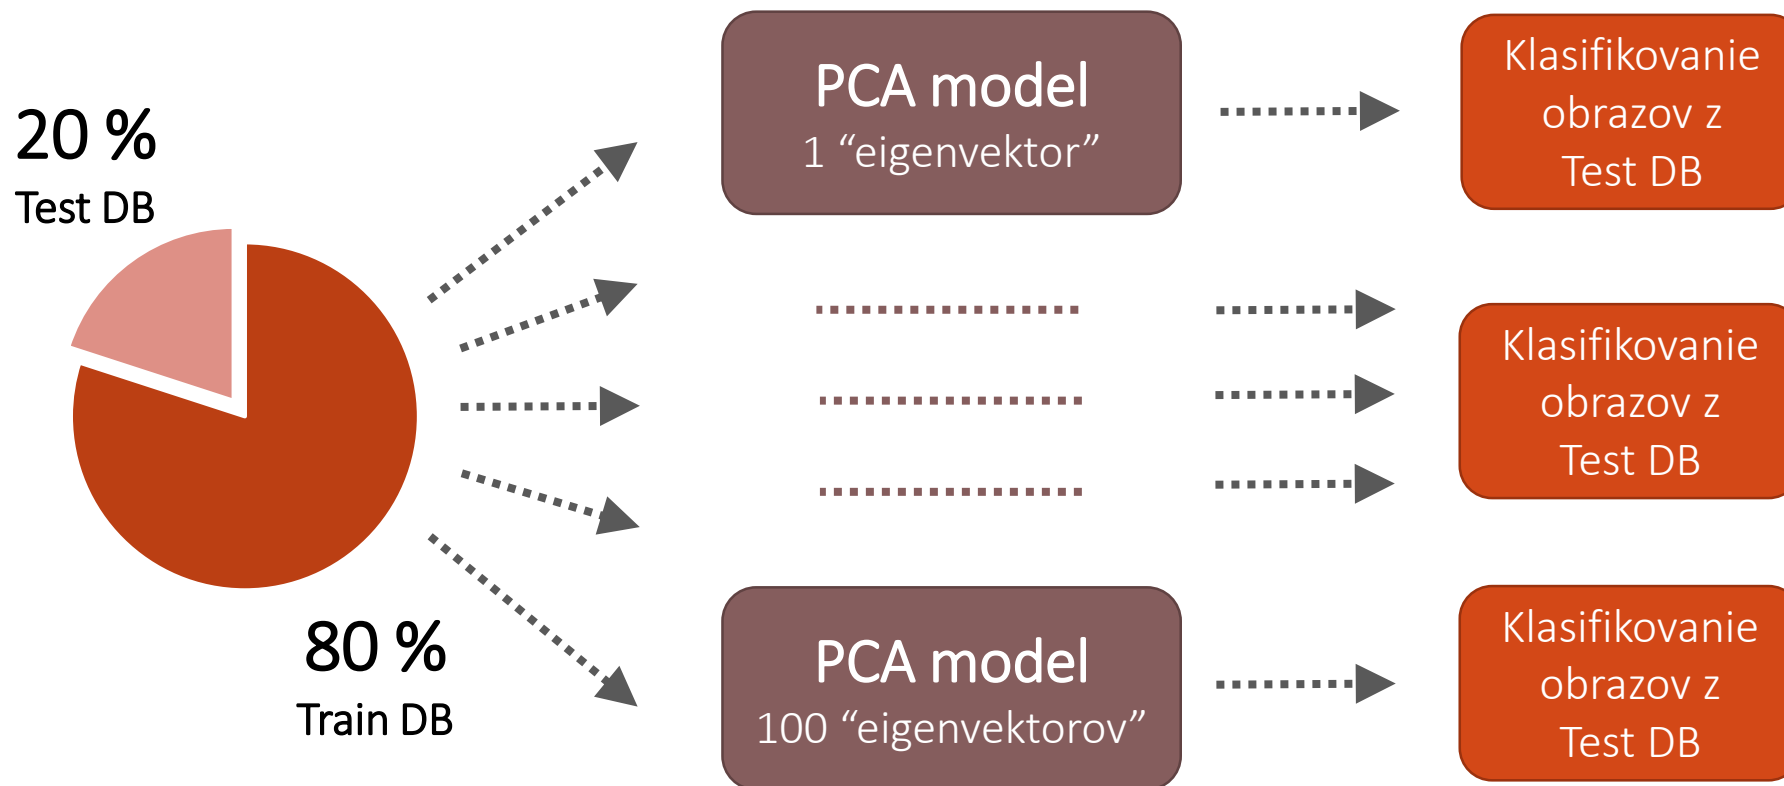 20 %
Test DB
80 %
Train DB
PCA model
1 “eigenvektor”
PCA model
100 “eigenvektorov”
Klasifikovanie
obrazov z
Test DB
Klasifikovanie
obrazov z
Test DB
Klasifikovanie
obrazov z
Test DB